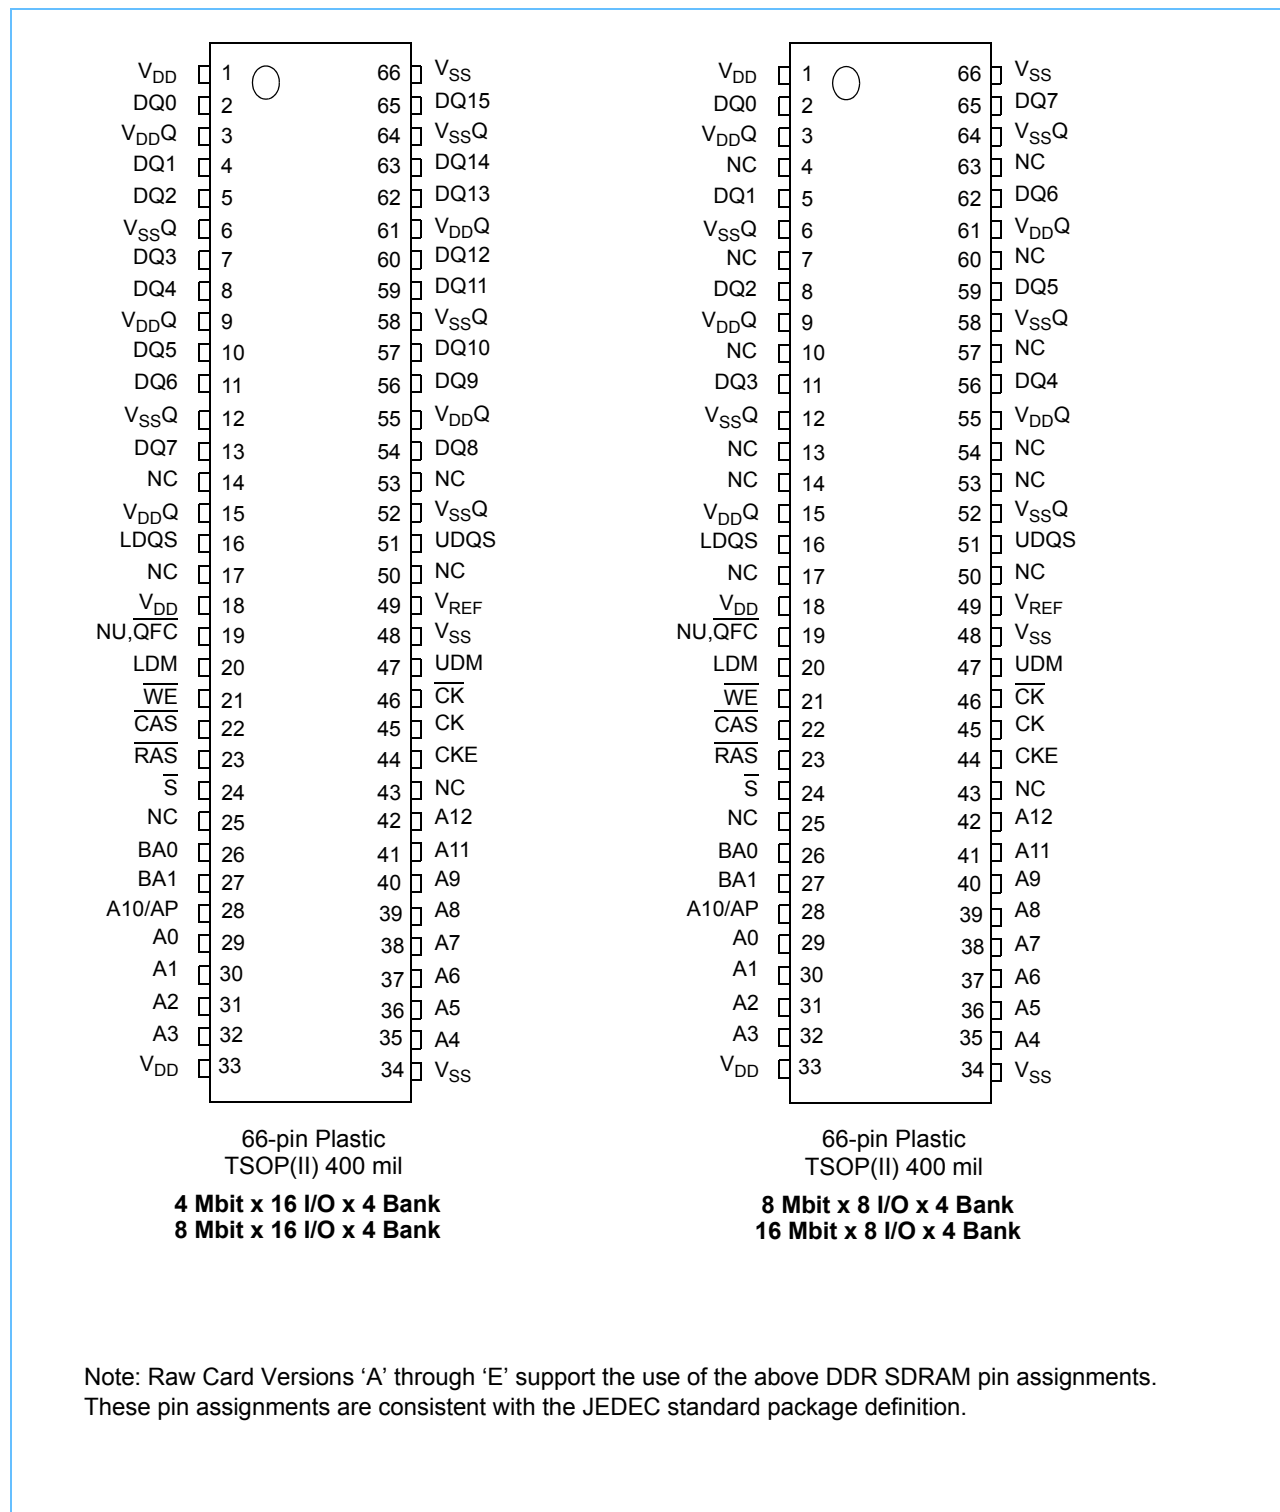 VDD 1 66 VSS
DQ0 2 65 DQ15
VDDQ 3 64 VSSQ
DQ1 4 63 DQ14
DQ2 5 62 DQ13
VSSQ 6 61 VDDQ
DQ3 7 60 DQ12
DQ4 8 59 DQ11
VDDQ 9 58 VSSQ
DQ5 10 57 DQ10
DQ6 11 56 DQ9
VSSQ 12 55 VDDQ
DQ7 13 54 DQ8
NC 14 53 NC
VDDQ 15 52 VSSQ
LDQS 16 51 UDQS
NC 17 50 NC
VDD 18 49 VREF
NU,Q̅F̅C̅ 19 48 VSS
LDM 20 47 UDM
W̅E̅ 21 46 C̅K̅
C̅A̅S̅ 22 45 CK
R̅A̅S̅ 23 44 CKE
S̅ 24 43 NC
NC 25 42 A12
BA0 26 41 A11
BA1 27 40 A9
A10/AP 28 39 A8
A0 29 38 A7
A1 30 37 A6
A2 31 36 A5
A3 32 35 A4
VDD 33 34 VSS
66-pin Plastic
TSOP(II) 400 mil
4 Mbit x 16 I/O x 4 Bank
8 Mbit x 16 I/O x 4 Bank
VDD 1 66 VSS
DQ0 2 65 DQ7
VDDQ 3 64 VSSQ
NC 4 63 NC
DQ1 5 62 DQ6
VSSQ 6 61 VDDQ
NC 7 60 NC
DQ2 8 59 DQ5
VDDQ 9 58 VSSQ
NC 10 57 NC
DQ3 11 56 DQ4
VSSQ 12 55 VDDQ
NC 13 54 NC
NC 14 53 NC
VDDQ 15 52 VSSQ
LDQS 16 51 UDQS
NC 17 50 NC
VDD 18 49 VREF
NU,Q̅F̅C̅ 19 48 VSS
LDM 20 47 UDM
W̅E̅ 21 46 C̅K̅
C̅A̅S̅ 22 45 CK
R̅A̅S̅ 23 44 CKE
S̅ 24 43 NC
NC 25 42 A12
BA0 26 41 A11
BA1 27 40 A9
A10/AP 28 39 A8
A0 29 38 A7
A1 30 37 A6
A2 31 36 A5
A3 32 35 A4
VDD 33 34 VSS
66-pin Plastic
TSOP(II) 400 mil
8 Mbit x 8 I/O x 4 Bank
16 Mbit x 8 I/O x 4 Bank
Note: Raw Card Versions ‘A’ through ‘E’ support the use of the above DDR SDRAM pin assignments.
These pin assignments are consistent with the JEDEC standard package definition.